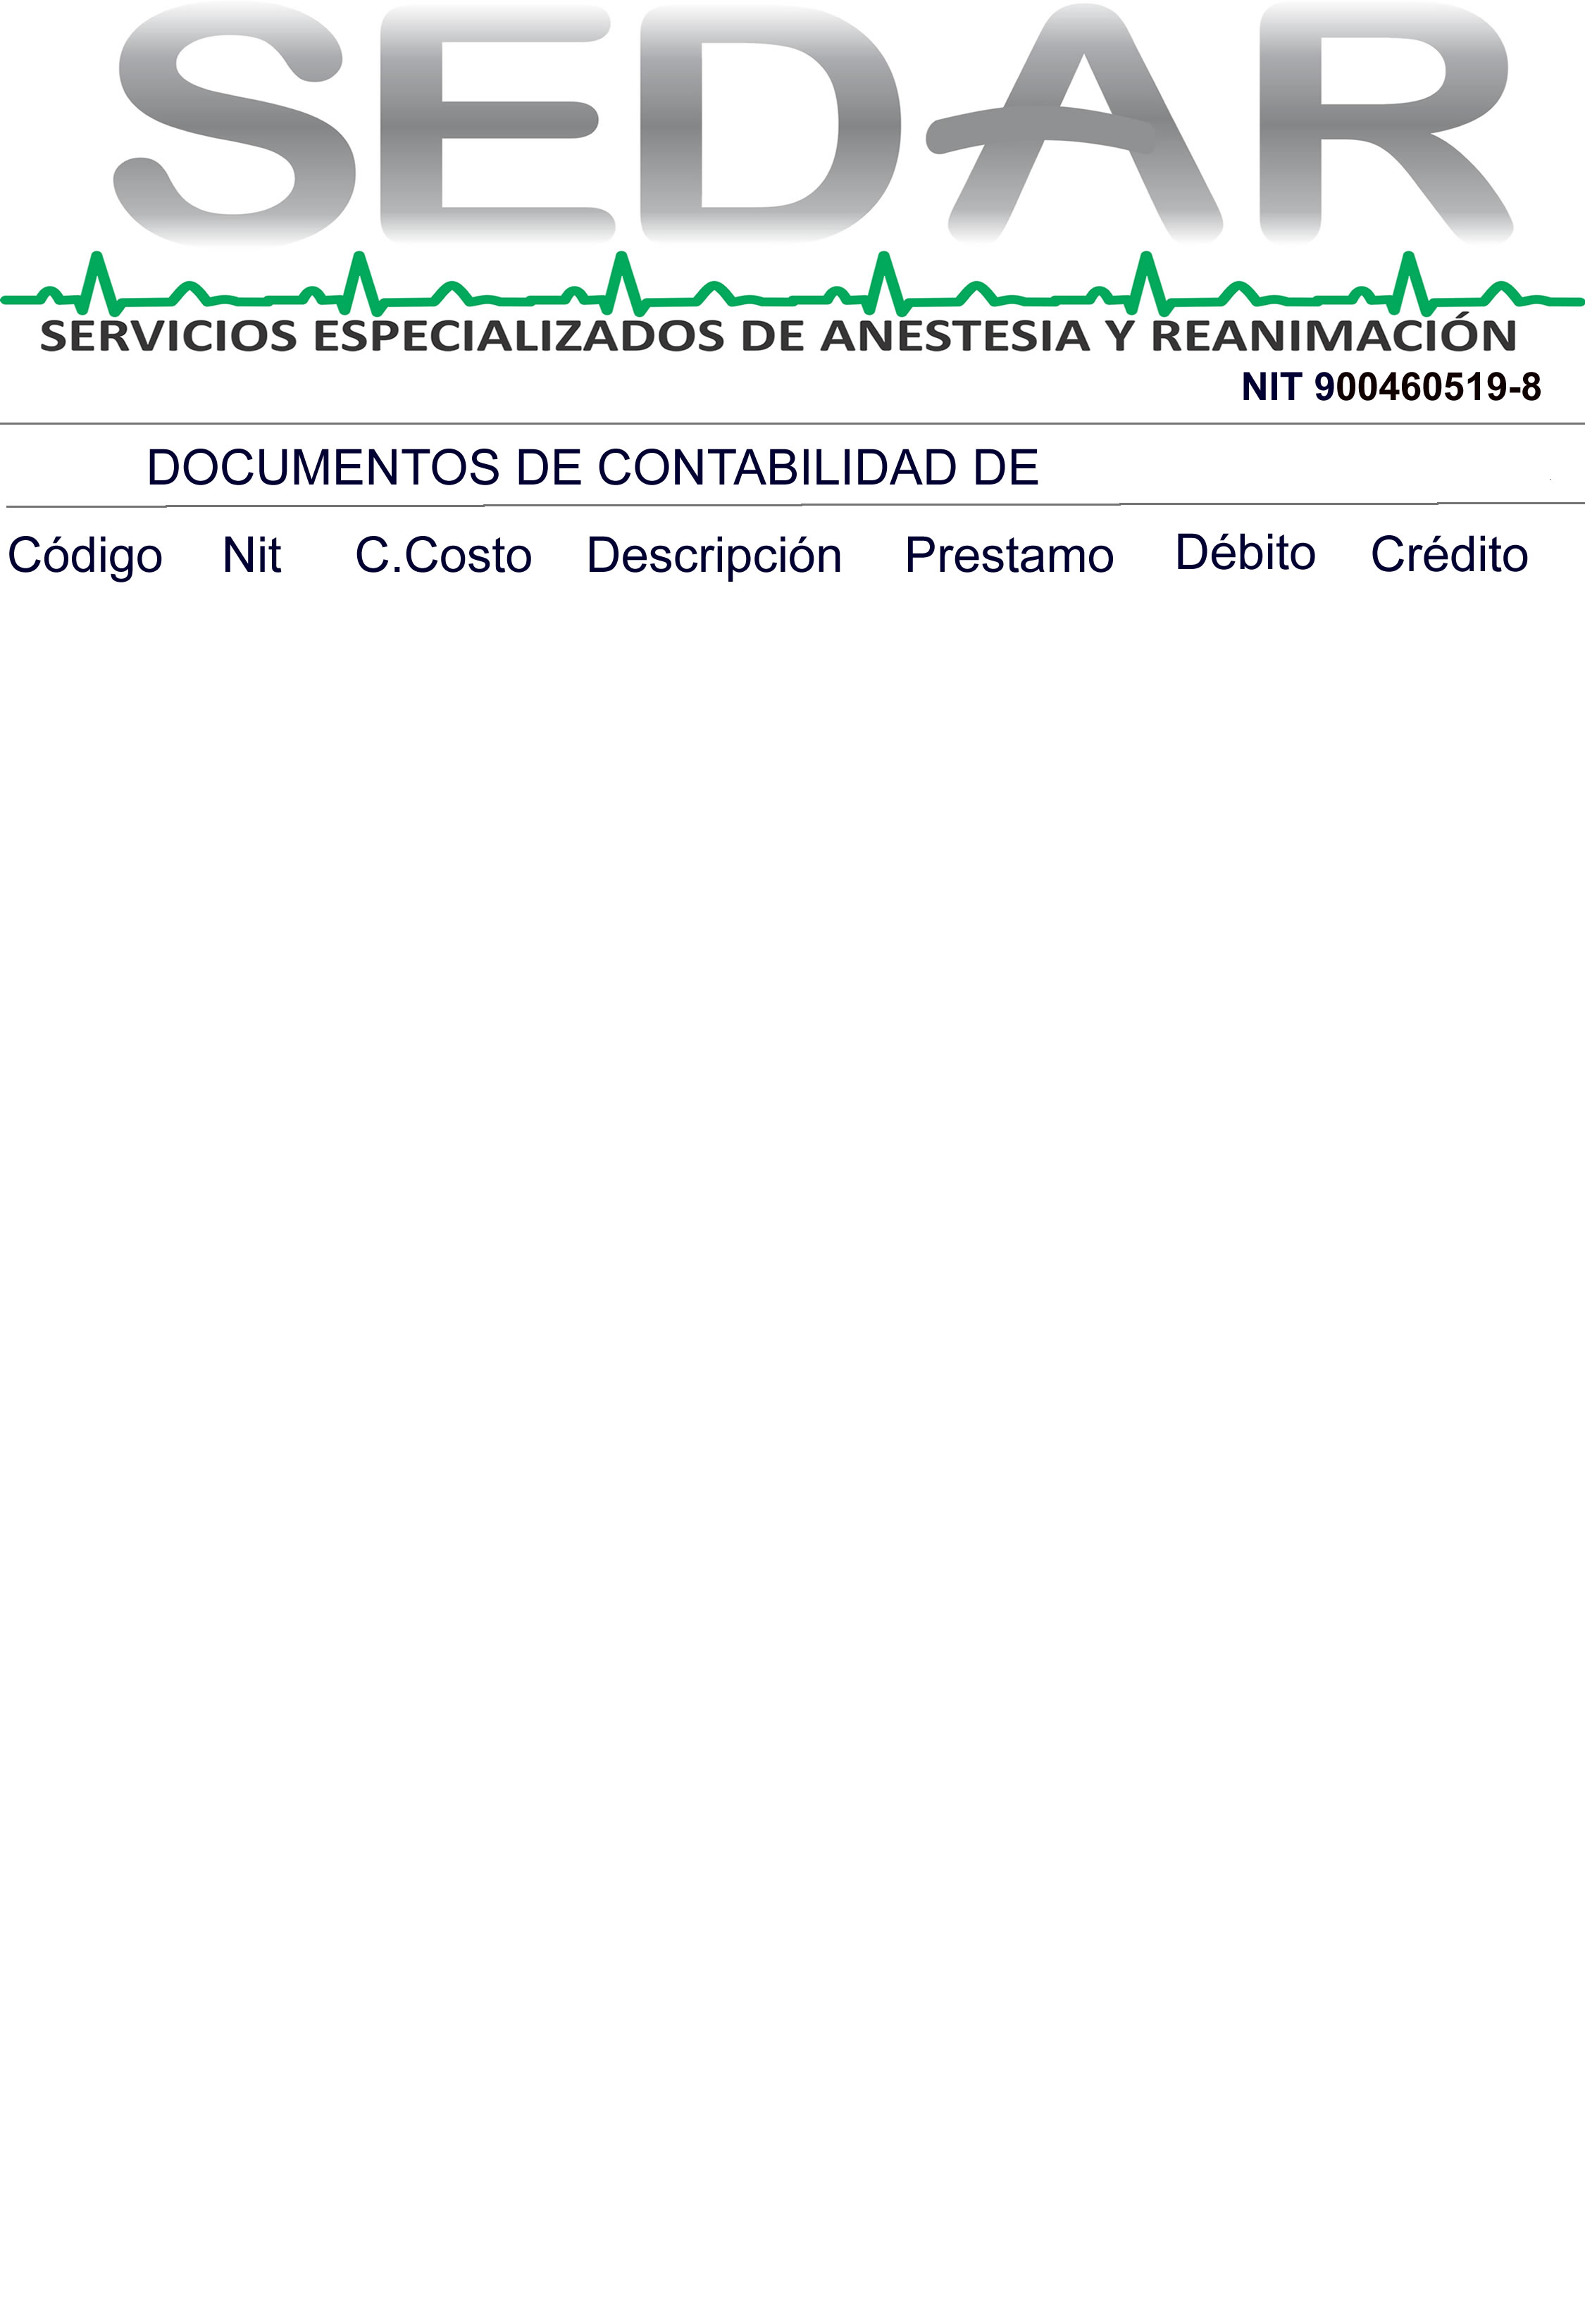 SEDAR
SERVICIOS ESPECIALIZADOS DE ANESTESIA Y REANIMACIÓN
NIT 900460519-8
DOCUMENTOS DE CONTABILIDAD DE
Código Nit C.Costo Descripción Prestamo Débito Crédito